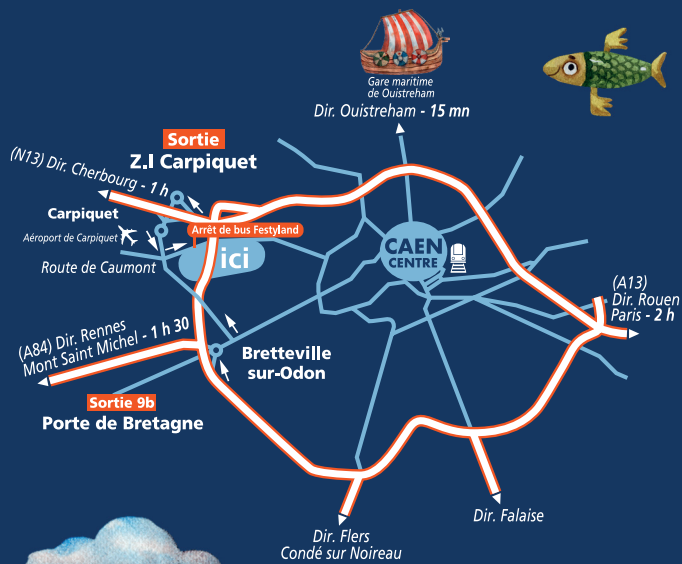 Gare maritime
de Ouistreham
Dir. Ouistreham - 15 mn
Sortie
Z.I Carpiquet
(N13) Dir. Cherbourg - 1 h
Carpiquet
Aéroport de Carpiquet
Route de Caumont
Arrêt de bus Festyland
ici
CAEN
CENTRE
(A13)
Dir. Rouen
Paris - 2 h
(A84) Dir. Rennes
Mont Saint Michel - 1 h 30
Bretteville
sur-Odon
Sortie 9b
Porte de Bretagne
Dir. Falaise
Dir. Flers
Condé sur Noireau